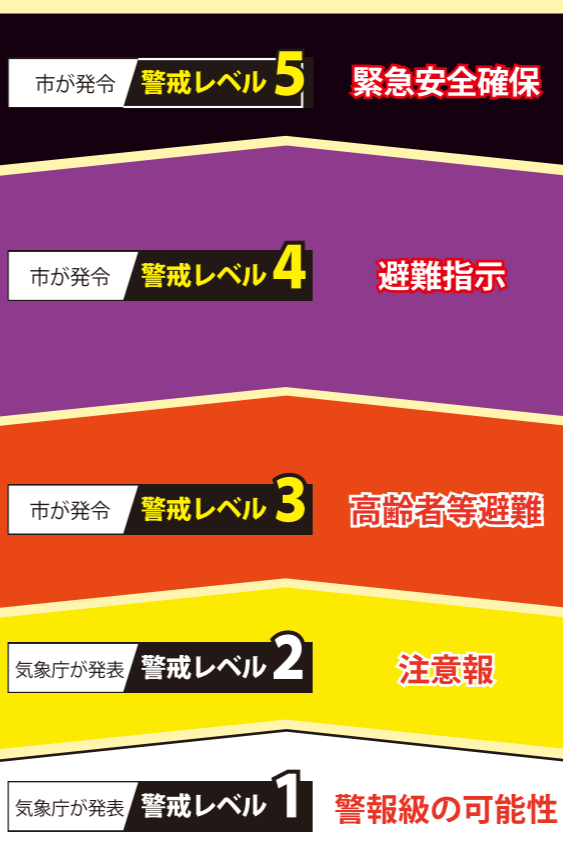 市が発令 警戒レベル5 緊急安全確保
市が発令 警戒レベル4 避難指示
市が発令 警戒レベル3 高齢者等避難
気象庁が発表 警戒レベル2 注意報
気象庁が発表 警戒レベル1 警報級の可能性